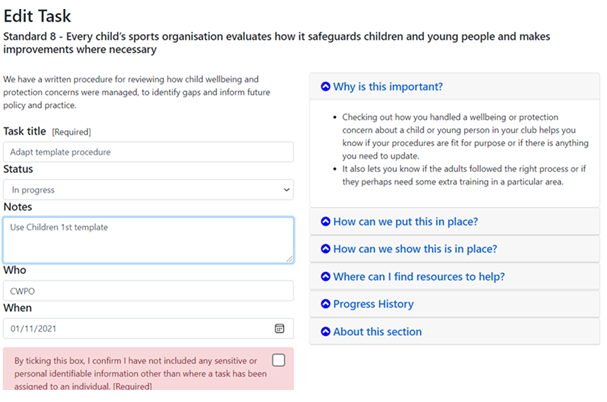 Edit Task
Standard 8 - Every child's sports organisation evaluates how it safeguards children and young people and makes
improvements where necessary
We have a written procedure for reviewing how child wellbeing and
protection concerns were managed, to identify gaps and inform future
policy and practice.
Task title [Required]
Adapt template procedure
Status
In progress
Notes
Use Children 1st template
Who
CWPO
When
01/11/2021
By ticking this box, I confirm I have not included any sensitive or
personal identifiable information other than where a task has been
assigned to an individual. [Required]
Why is this important?
Checking out how you handled a wellbeing or protection
concern about a child or young person in your club helps you
know if your procedures are fit for purpose or if there is anything
you need to update.
It also lets you know if the adults followed the right process or if
they perhaps need some extra training in a particular area.
How can we put this in place?
How can we show this is in place?
Where can I find resources to help?
Progress History
About this section